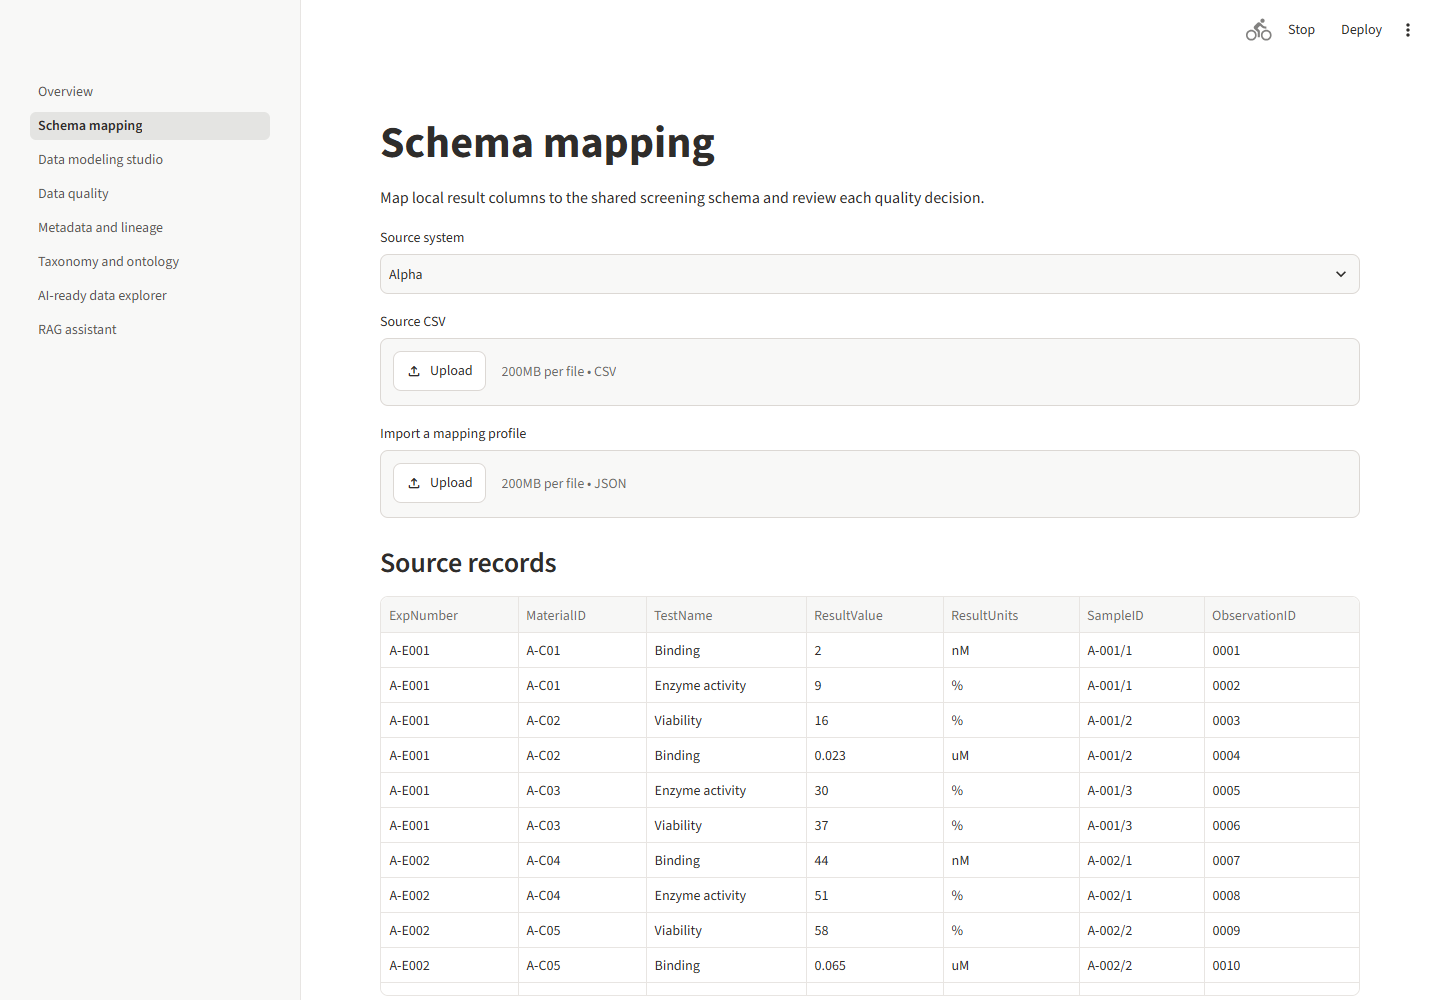 Stop Deploy
Overview
Schema mapping
Data modeling studio
Data quality
Metadata and lineage
Taxonomy and ontology
AI-ready data explorer
RAG assistant
Schema mapping
Map local result columns to the shared screening schema and review each quality decision.
Source system
Alpha
Source CSV
Upload 200MB per file • CSV
Import a mapping profile
Upload 200MB per file • JSON
Source records
ExpNumber MaterialID TestName ResultValue ResultUnits SampleID ObservationID
A-E001 A-C01 Binding 2 nM A-001/1 0001
A-E001 A-C01 Enzyme activity 9 % A-001/1 0002
A-E001 A-C02 Viability 16 % A-001/2 0003
A-E001 A-C02 Binding 0.023 uM A-001/2 0004
A-E001 A-C03 Enzyme activity 30 % A-001/3 0005
A-E001 A-C03 Viability 37 % A-001/3 0006
A-E002 A-C04 Binding 44 nM A-002/1 0007
A-E002 A-C04 Enzyme activity 51 % A-002/1 0008
A-E002 A-C05 Viability 58 % A-002/2 0009
A-E002 A-C05 Binding 0.065 uM A-002/2 0010